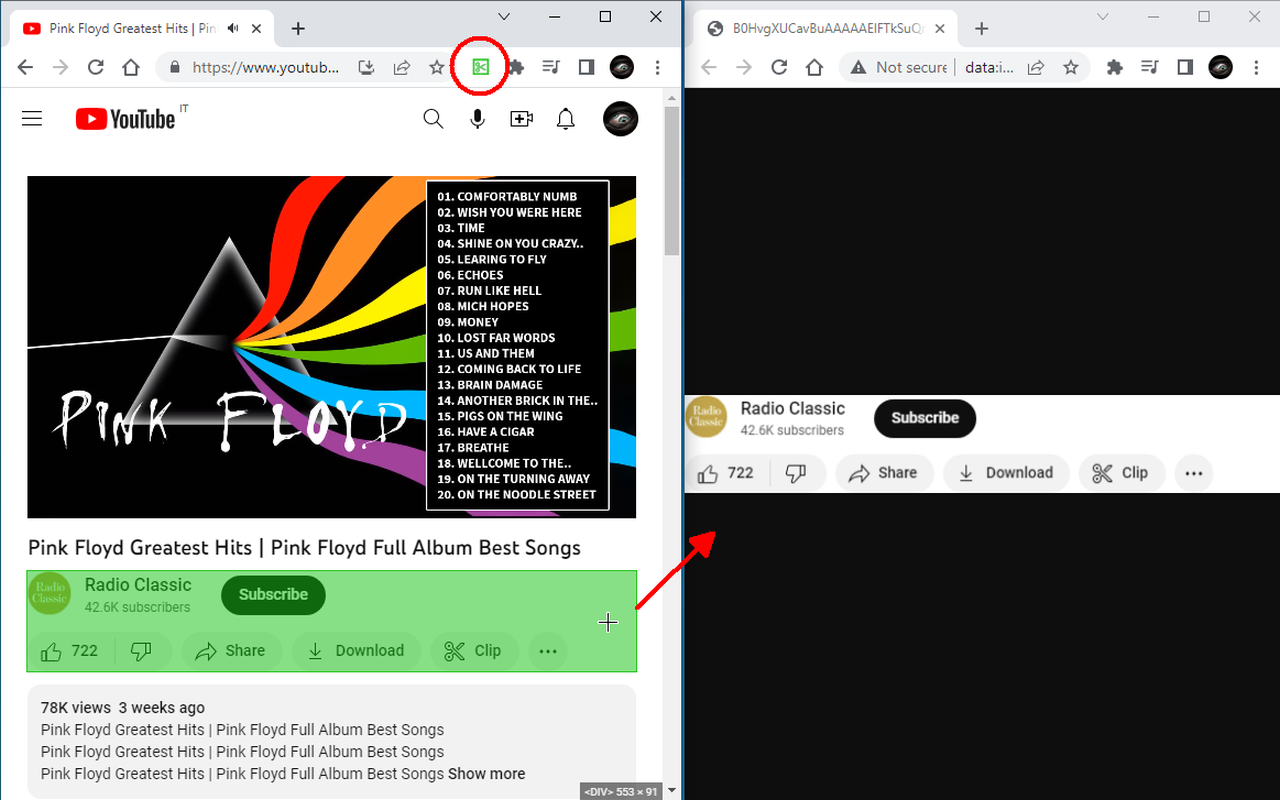 Pink Floyd Greatest Hits | Pin
https://www.youtub...
YouTube IT
01. COMFORTABLY NUMB
02. WISH YOU WERE HERE
03. TIME
04. SHINE ON YOU CRAZY..
05. LEARING TO FLY
06. ECHOES
07. RUN LIKE HELL
08. MICH HOPES
09. MONEY
10. LOST FAR WORDS
11. US AND THEM
12. COMING BACK TO LIFE
13. BRAIN DAMAGE
14. ANOTHER BRICK IN THE..
15. PIGS ON THE WING
16. HAVE A CIGAR
17. BREATHE
18. WELLCOME TO THE..
19. ON THE TURNING AWAY
20. ON THE NOODLE STREET
PINK FLOYD
Pink Floyd Greatest Hits | Pink Floyd Full Album Best Songs
Radio Classic
Radio Classic
42.6K subscribers
Subscribe
722 Share Download Clip
78K views 3 weeks ago
Pink Floyd Greatest Hits | Pink Floyd Full Album Best Songs
Pink Floyd Greatest Hits | Pink Floyd Full Album Best Songs
Pink Floyd Greatest Hits | Pink Floyd Full Album Best Songs Show more
<DIV> 553 × 91
Not secure data:i...
Radio Classic
Radio Classic
42.6K subscribers
Subscribe
722 Share Download Clip